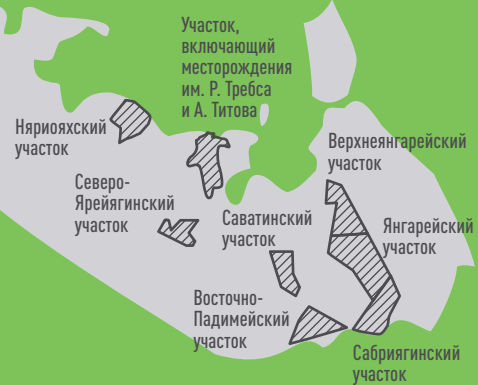 Участок,
включающий
месторождения
им. Р. Требса
и А. Титова
Няриояхский
участок
Верхнеянгарейский
участок
Северо-
Ярейягинский
участок
Саватинский
участок
Янгарейский
участок
Восточно-
Падимейский
участок
Сабриягинский
участок